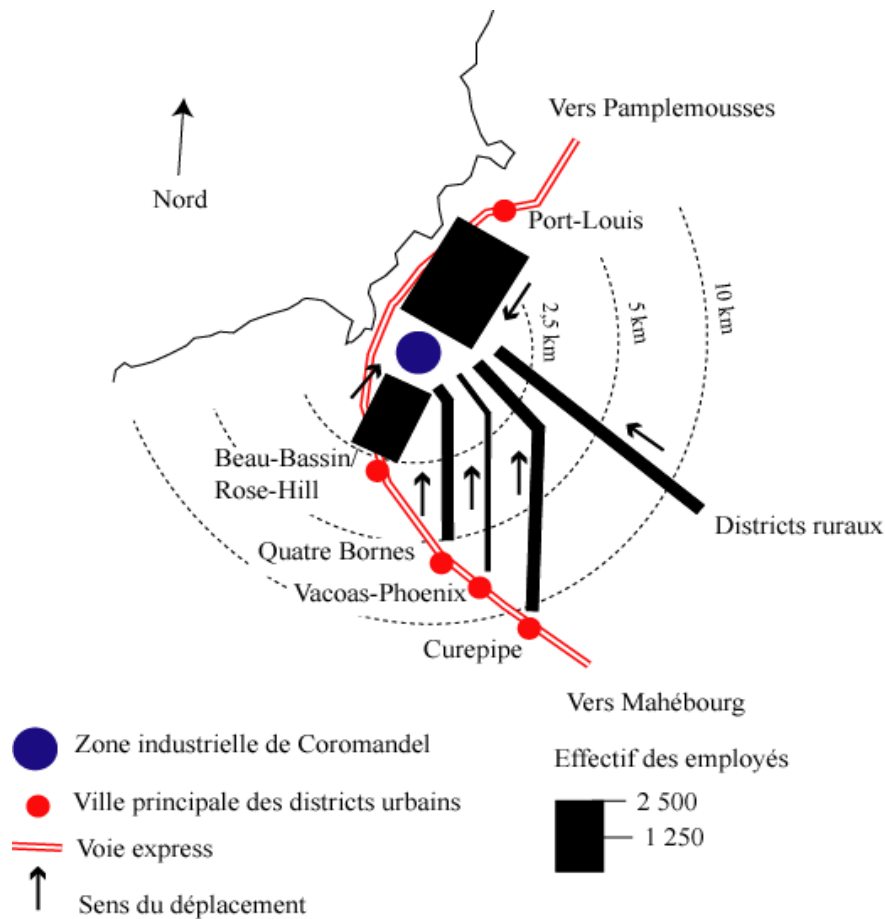 Vers Pamplemousses
Nord
Port-Louis
2,5 km
5 km
10 km
Beau-Bassin/
Rose-Hill
Districts ruraux
Quatre Bornes
Vacoas-Phoenix
Curepipe
Vers Mahébourg
Zone industrielle de Coromandel
Ville principale des districts urbains
Voie express
Sens du déplacement
Effectif des employés
2 500
1 250